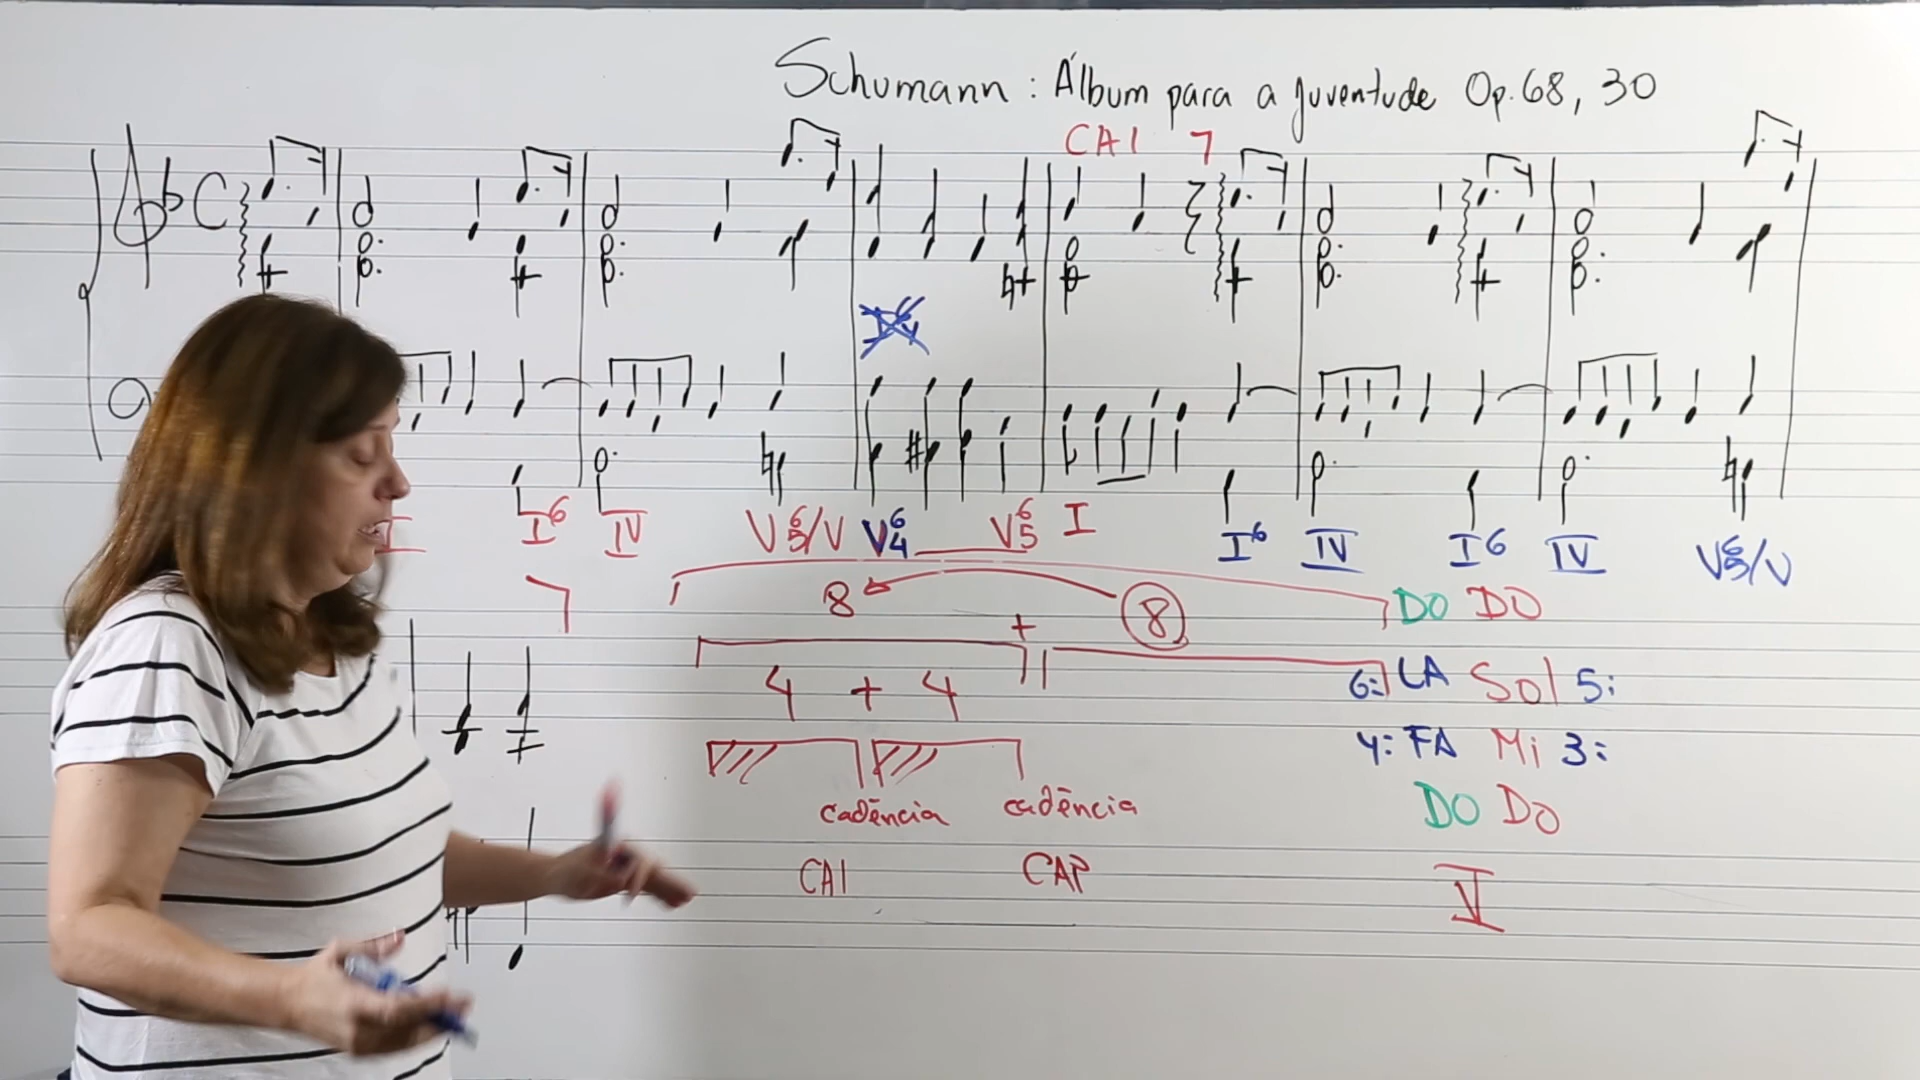 Schumann : Álbum para a juventude Op. 68, 30
CAI 7
I I6 IV V6/5/V V6/4 V6/5 I I6 IV I6 IV V6/5/V
8 8 DO DO
+
4 + 4 6: LA Sol 5:
4: FA Mi 3:
cadência cadência DO DO
CAI CAP V